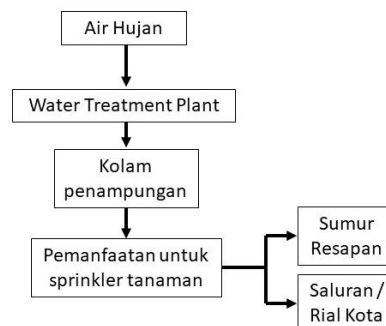 Air Hujan
Water Treatment Plant
Kolam
penampungan
Pemanfaatan untuk
sprinkler tanaman
Sumur
Resapan
Saluran /
Rial Kota